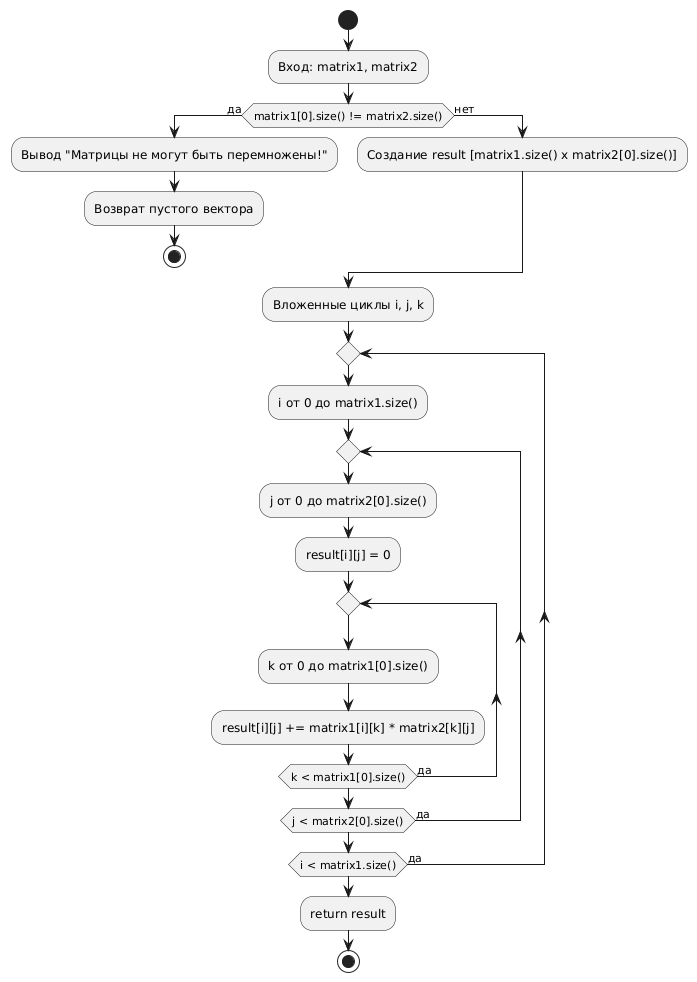 Вход: matrix1, matrix2
matrix1[0].size() != matrix2.size()
да
нет
Вывод "Матрицы не могут быть перемножены!"
Создание result [matrix1.size() x matrix2[0].size()]
Возврат пустого вектора
Вложенные циклы i, j, k
i от 0 до matrix1.size()
j от 0 до matrix2[0].size()
result[i][j] = 0
k от 0 до matrix1[0].size()
result[i][j] += matrix1[i][k] * matrix2[k][j]
k < matrix1[0].size()
да
j < matrix2[0].size()
да
i < matrix1.size()
да
return result